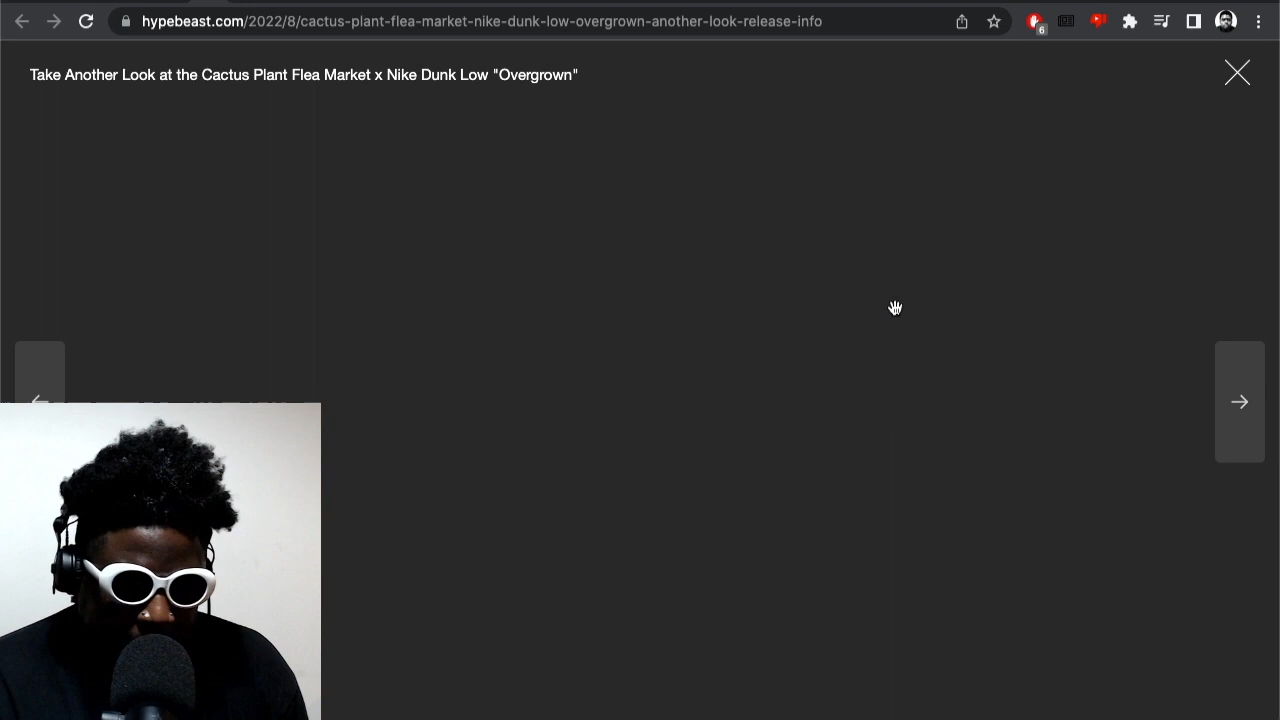 hypebeast.com/2022/8/cactus-plant-flea-market-nike-dunk-low-overgrown-another-look-release-info
6
Take Another Look at the Cactus Plant Flea Market x Nike Dunk Low "Overgrown"